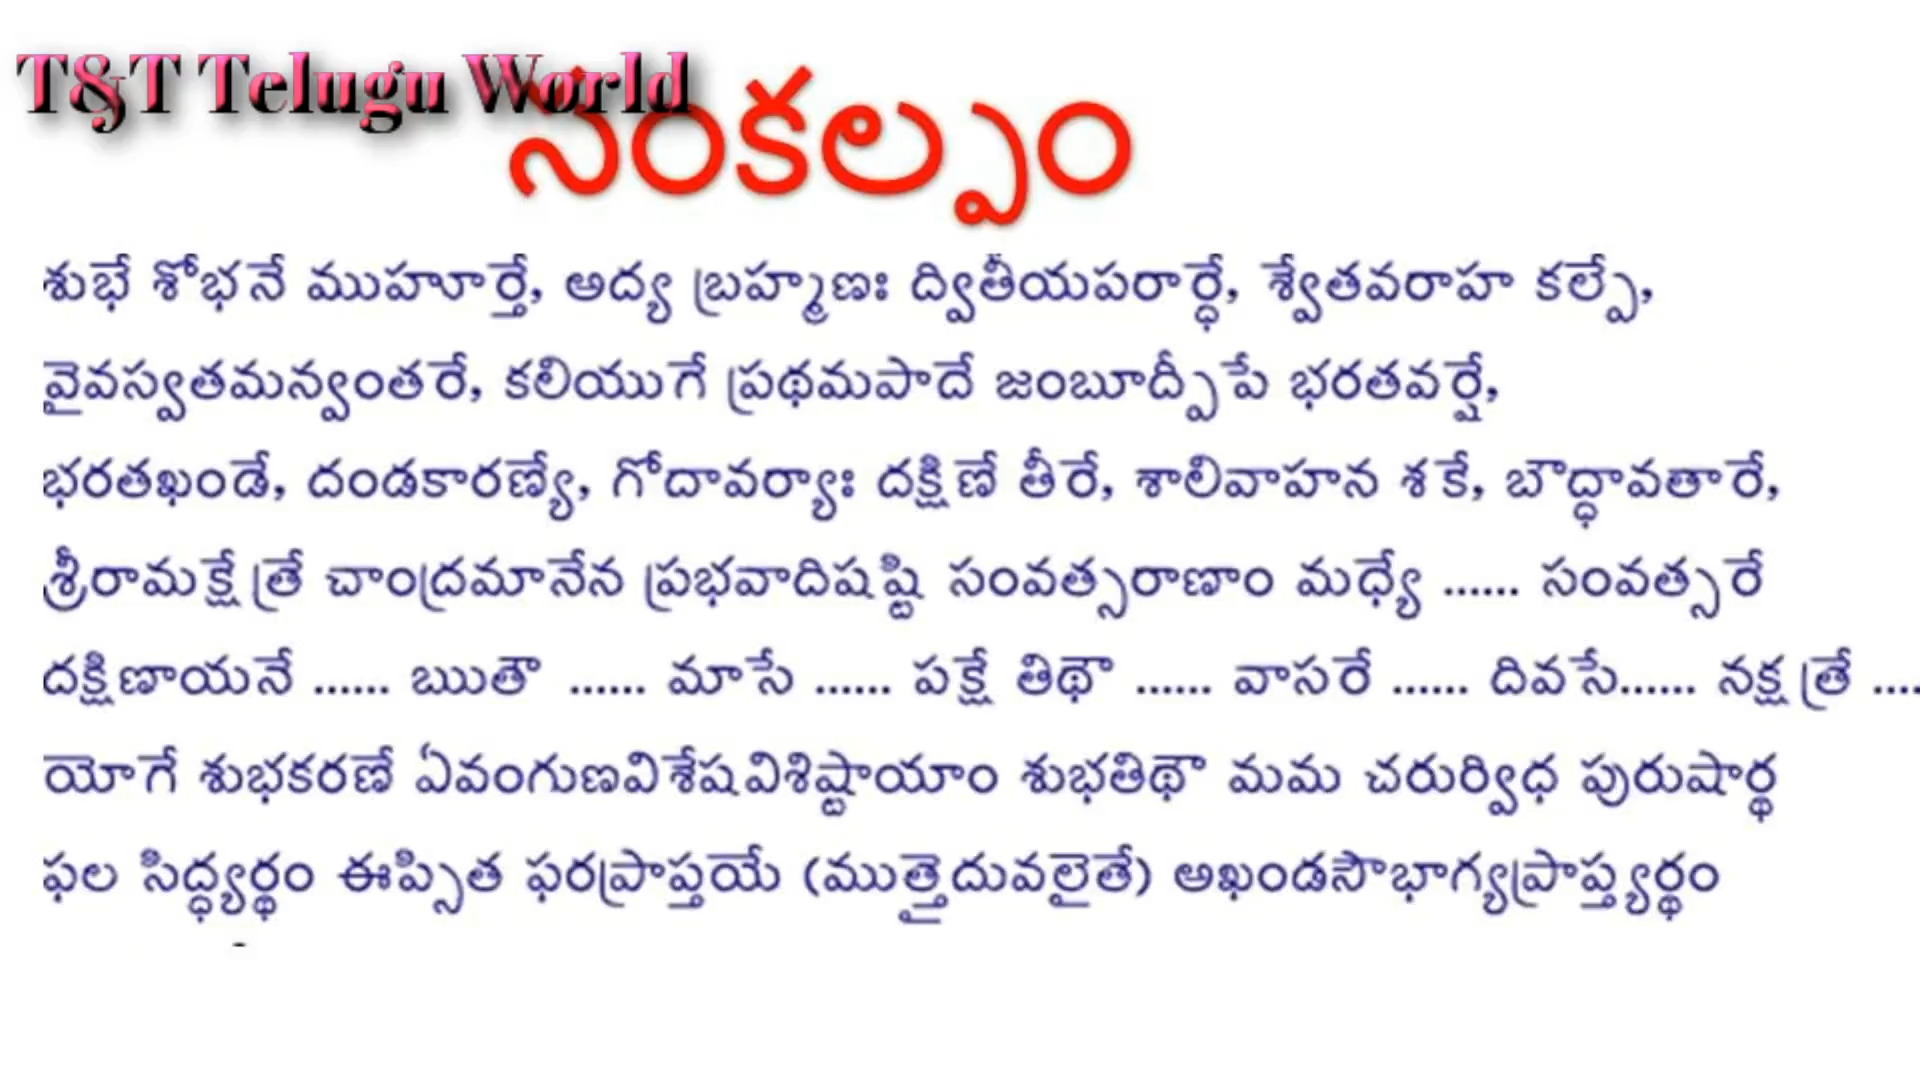 T&T Telugu World
సంకల్పం
శుభే శోభనే ముహూర్తే, అద్య బ్రహ్మణః ద్వితీయపరార్ధే, శ్వేతవరాహ కల్పే,
వైవస్వతమన్వంతరే, కలియుగే ప్రథమపాదే జంబూద్వీపే భరతవర్షే,
భరతఖండే, దండకారణ్యే, గోదావర్యాః దక్షిణే తీరే, శాలివాహన శకే, బౌద్ధావతారే,
శ్రీరామక్షేత్రే చాంద్రమానేన ప్రభవాదిషష్టి సంవత్సరాణాం మధ్యే ...... సంవత్సరే
దక్షిణాయనే ...... ఋతౌ ...... మాసే ...... పక్షే తిథౌ ...... వాసరే ...... దివసే...... నక్షత్రే ....
యోగే శుభకరణే ఏవంగుణవిశేషవిశిష్టాయాం శుభతిథౌ మమ చరుర్విధ పురుషార్థ
ఫల సిద్ధ్యర్థం ఈప్సిత ఫరప్రాప్తయే (ముత్తైదువలైతే) అఖండసౌభాగ్యప్రాప్త్యర్థం